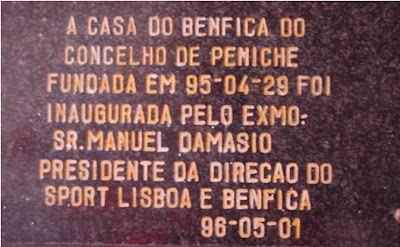 A CASA DO BENFICA DO
CONCELHO DE PENICHE
FUNDADA EM 95-04-29 FOI
INAUGURADA PELO EXMO.
SR. MANUEL DAMASIO
PRESIDENTE DA DIRECAO DO
SPORT LISBOA E BENFICA
96-05-01